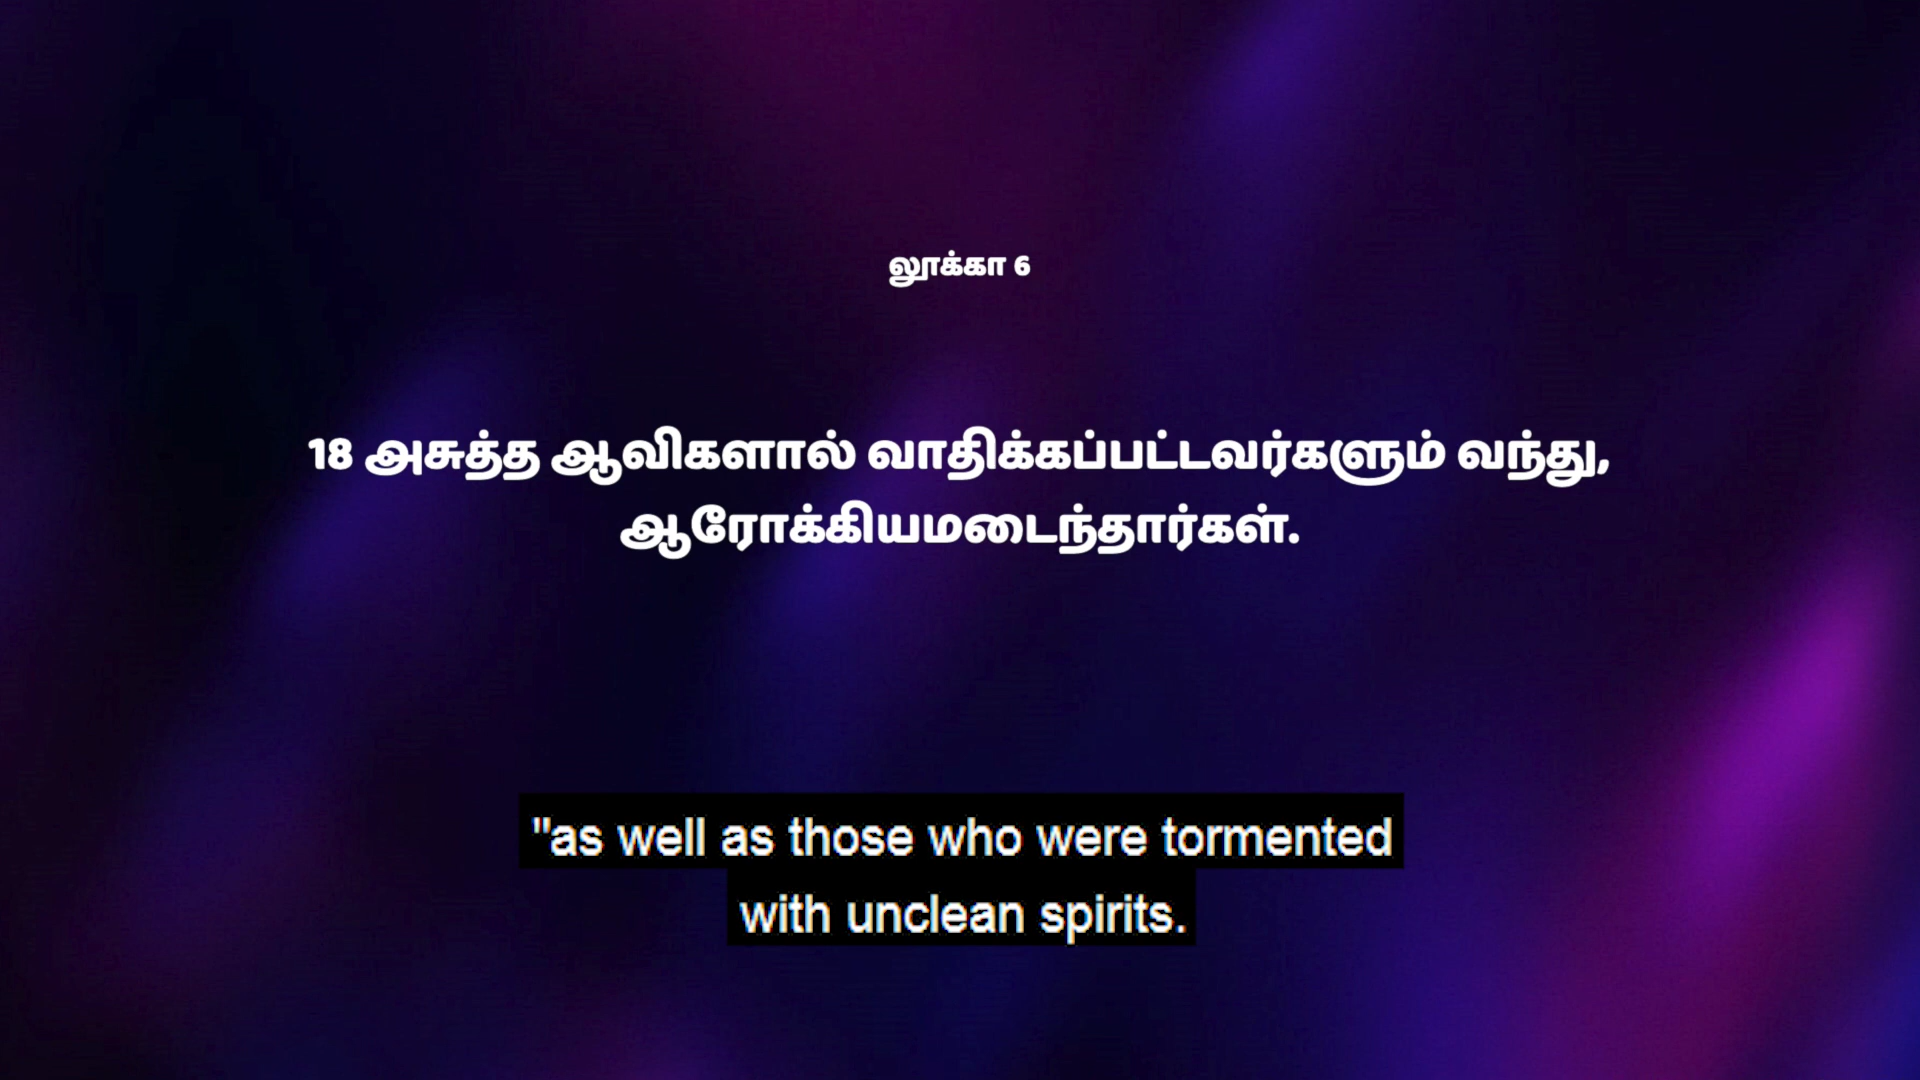 லூக்கா 6
18 அசுத்த ஆவிகளால் வாதிக்கப்பட்டவர்களும் வந்து,
ஆரோக்கியமடைந்தார்கள்.
"as well as those who were tormented
with unclean spirits.